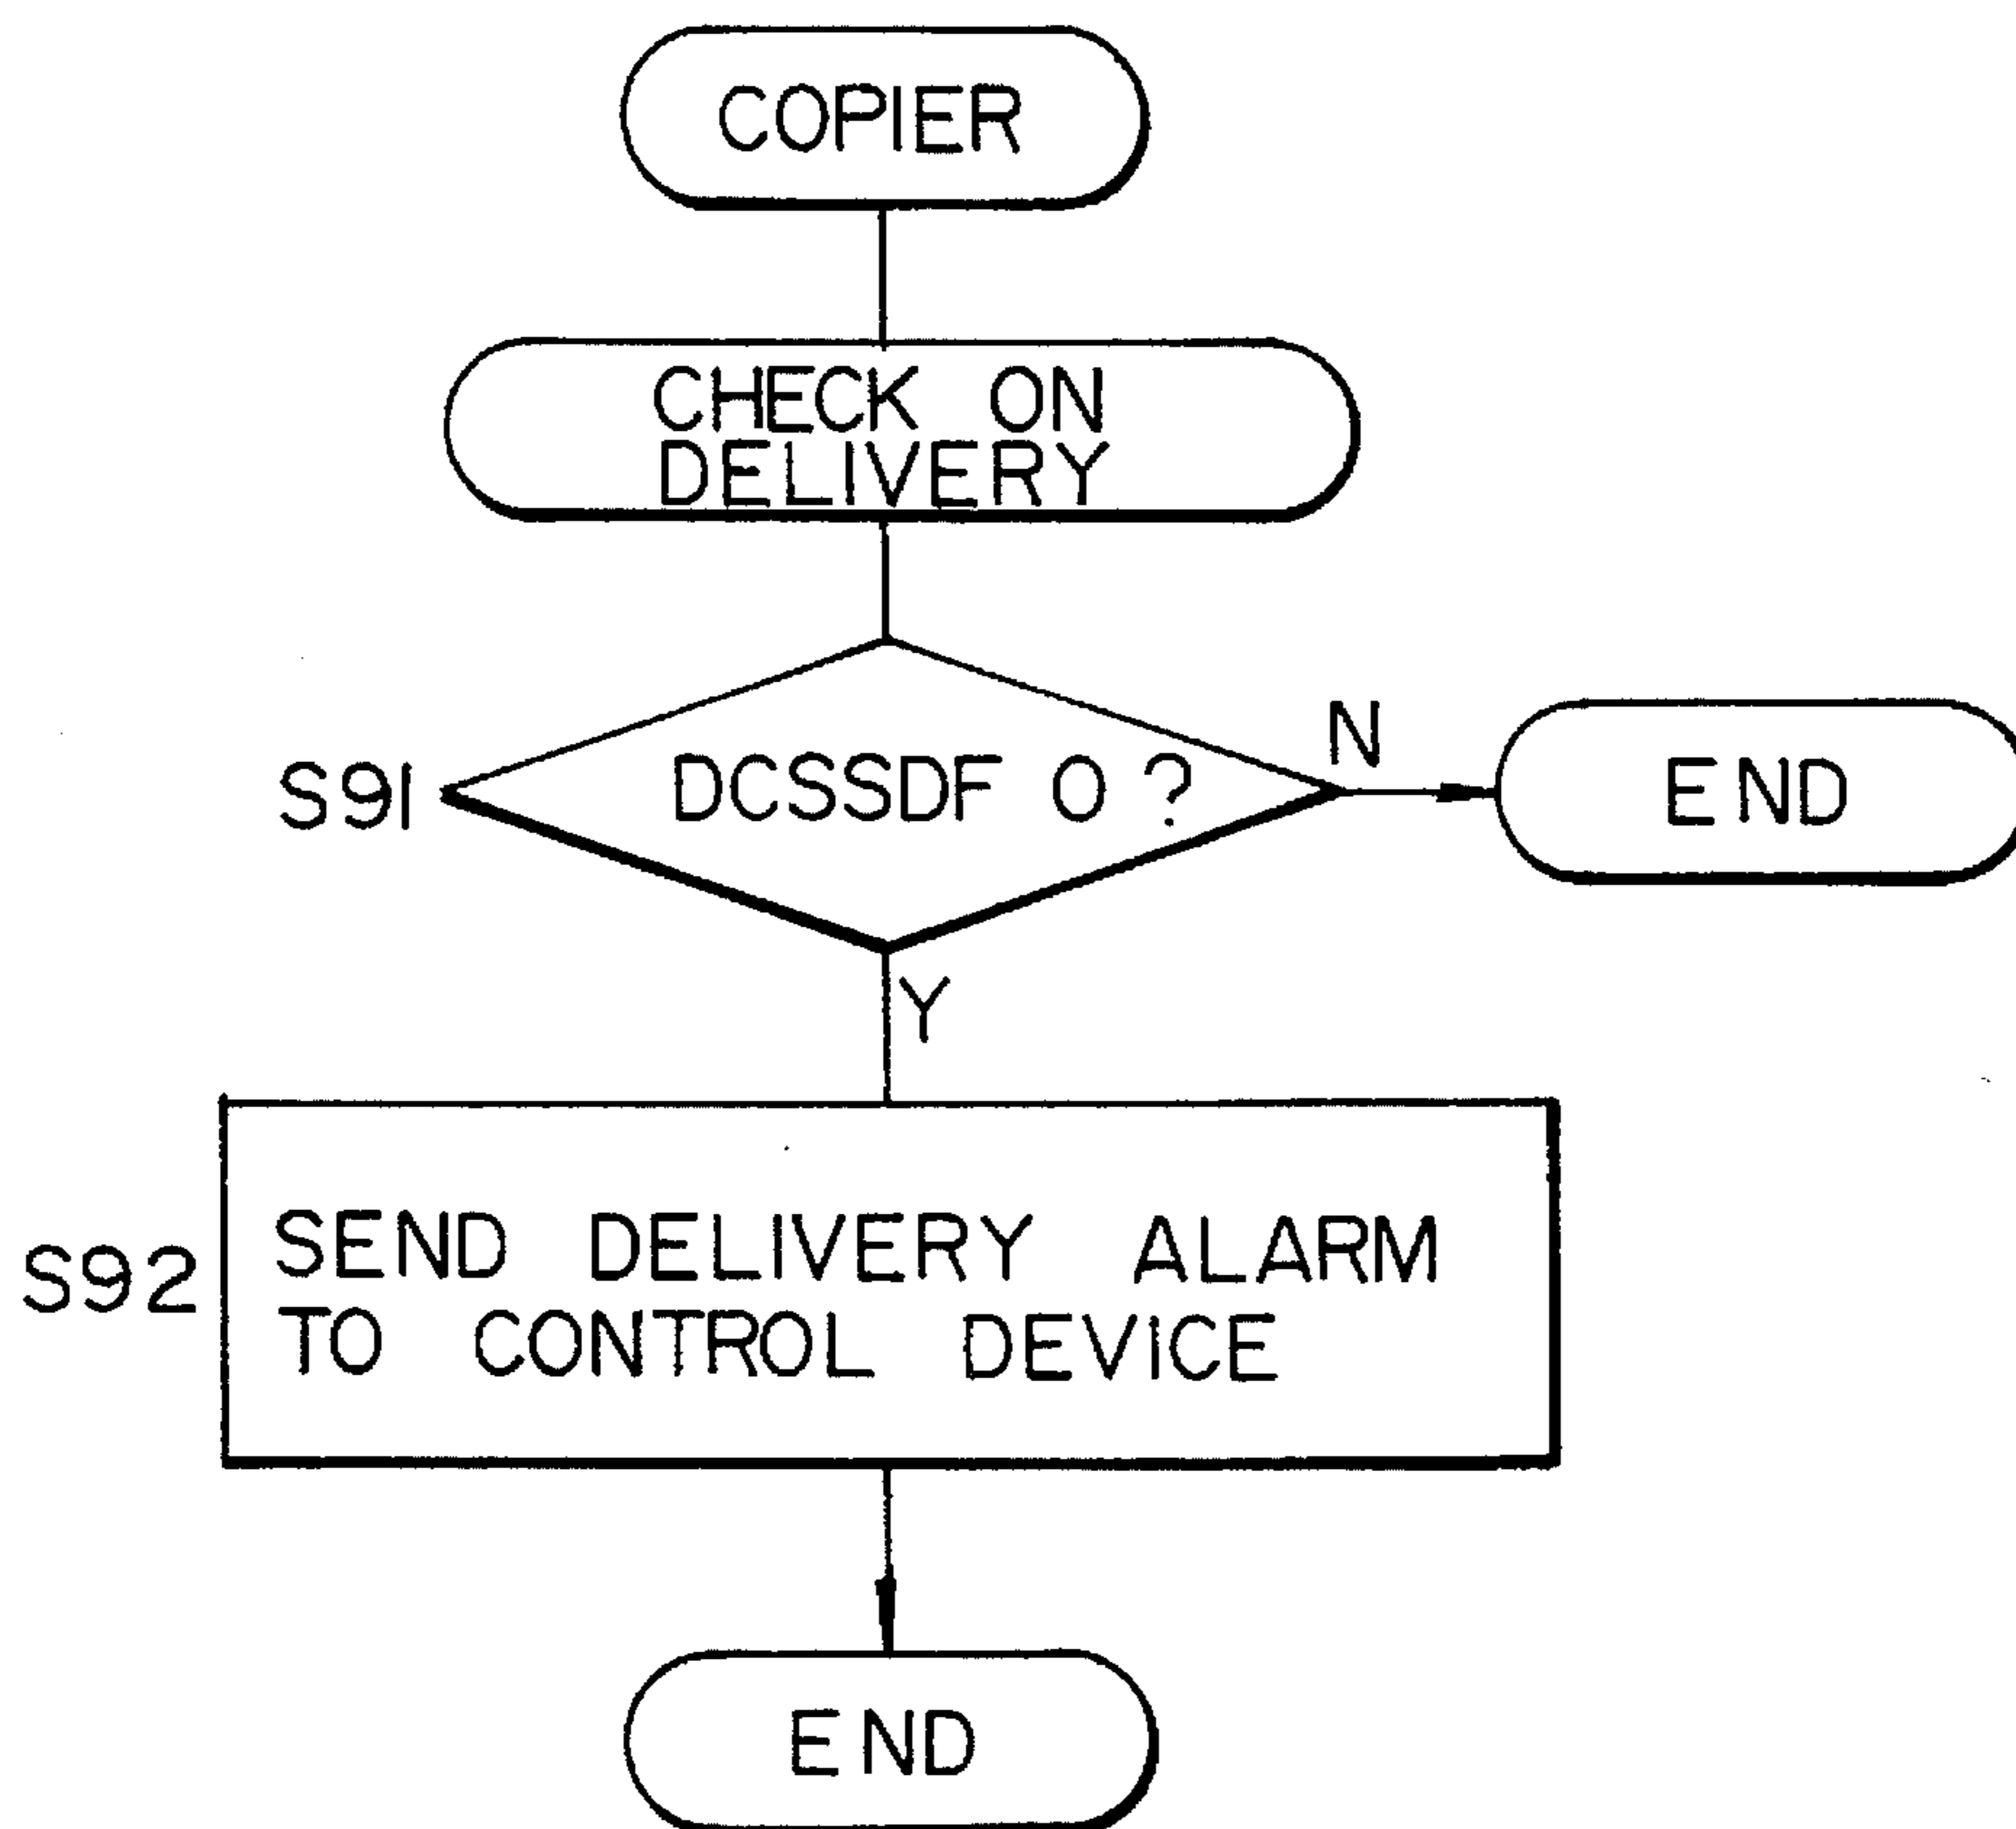 COPIER
CHECK ON
DELIVERY
S91
DCSSDF 0 ?
N
END
Y
S92
SEND DELIVERY ALARM
TO CONTROL DEVICE
END